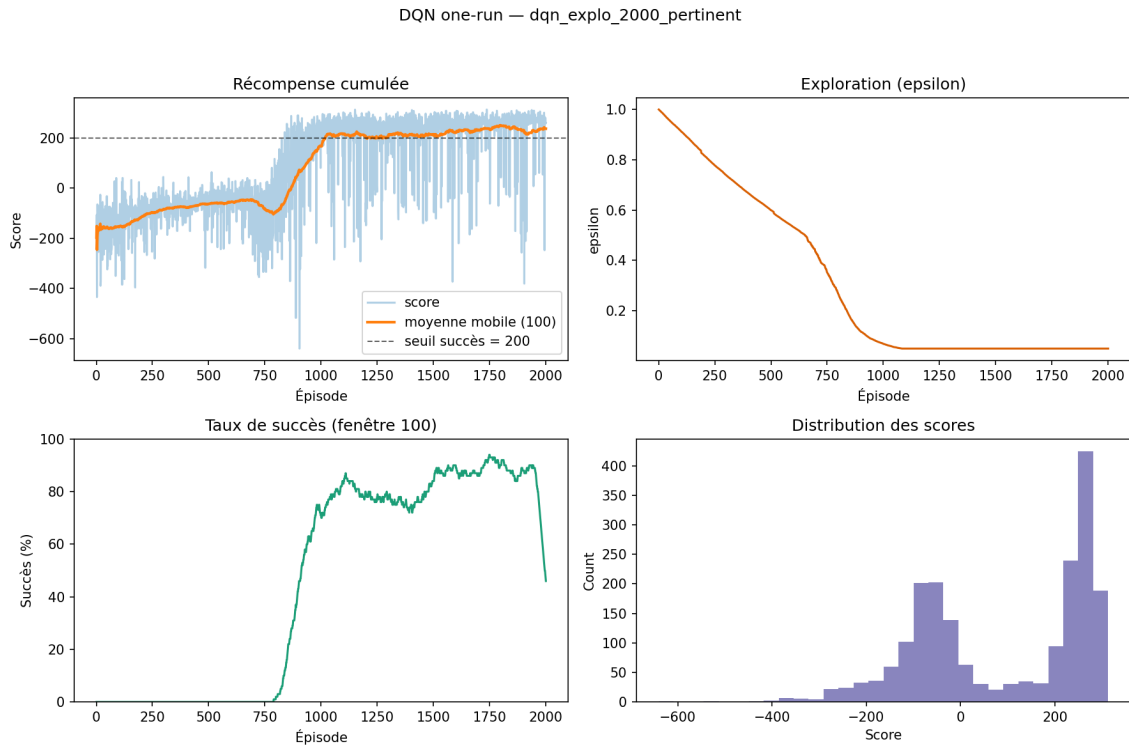 DQN one-run — dqn_explo_2000_pertinent
Récompense cumulée
Score
200
0
−200
−400
−600
0 250 500 750 1000 1250 1500 1750 2000
Épisode
score
moyenne mobile (100)
seuil succès = 200
Exploration (epsilon)
epsilon
1.0
0.8
0.6
0.4
0.2
0 250 500 750 1000 1250 1500 1750 2000
Épisode
Taux de succès (fenêtre 100)
Succès (%)
100
80
60
40
20
0
0 250 500 750 1000 1250 1500 1750 2000
Épisode
Distribution des scores
Count
400
350
300
250
200
150
100
50
0
−600 −400 −200 0 200
Score